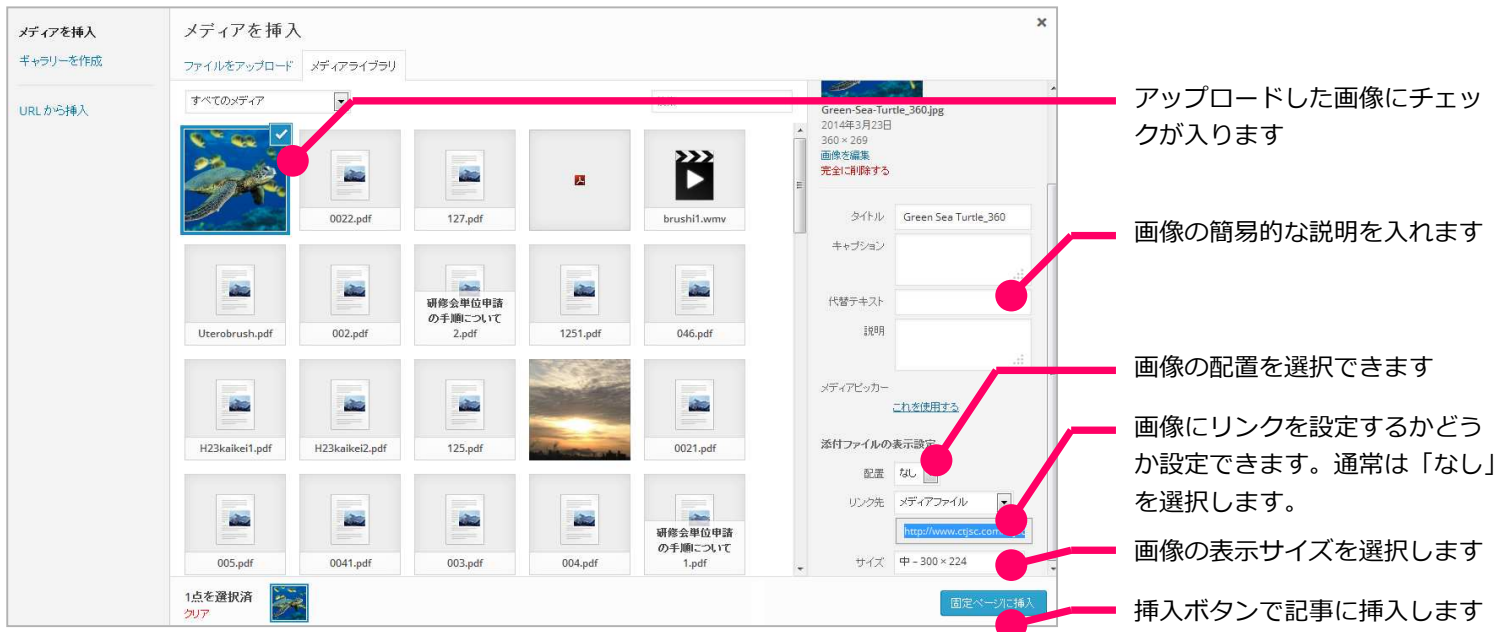 メディアを挿入
ギャラリーを作成
URLから挿入
メディアを挿入
×
ファイルをアップロード
メディアライブラリ
すべてのメディア
0022.pdf
127.pdf
brushi1.wmv
Uterobrush.pdf
002.pdf
研修会単位申請
の手順について
2.pdf
1251.pdf
046.pdf
H23kaikei1.pdf
H23kaikei2.pdf
125.pdf
0021.pdf
005.pdf
0041.pdf
003.pdf
004.pdf
研修会単位申請
の手順について
1.pdf
1点を選択済
クリア
Green-Sea-Turtle_360.jpg
2014年3月23日
360 × 269
画像を編集
完全に削除する
タイトル
Green Sea Turtle_360
キャプション
代替テキスト
説明
メディアピッカー
これを使用する
添付ファイルの表示設定
配置
なし
リンク先
メディアファイル
http://www.ctjsc.com
サイズ
中 – 300 × 224
固定ページに挿入
アップロードした画像にチェッ
クが入ります
画像の簡易的な説明を入れます
画像の配置を選択できます
画像にリンクを設定するかどう
か設定できます。通常は「なし」
を選択します。
画像の表示サイズを選択します
挿入ボタンで記事に挿入します